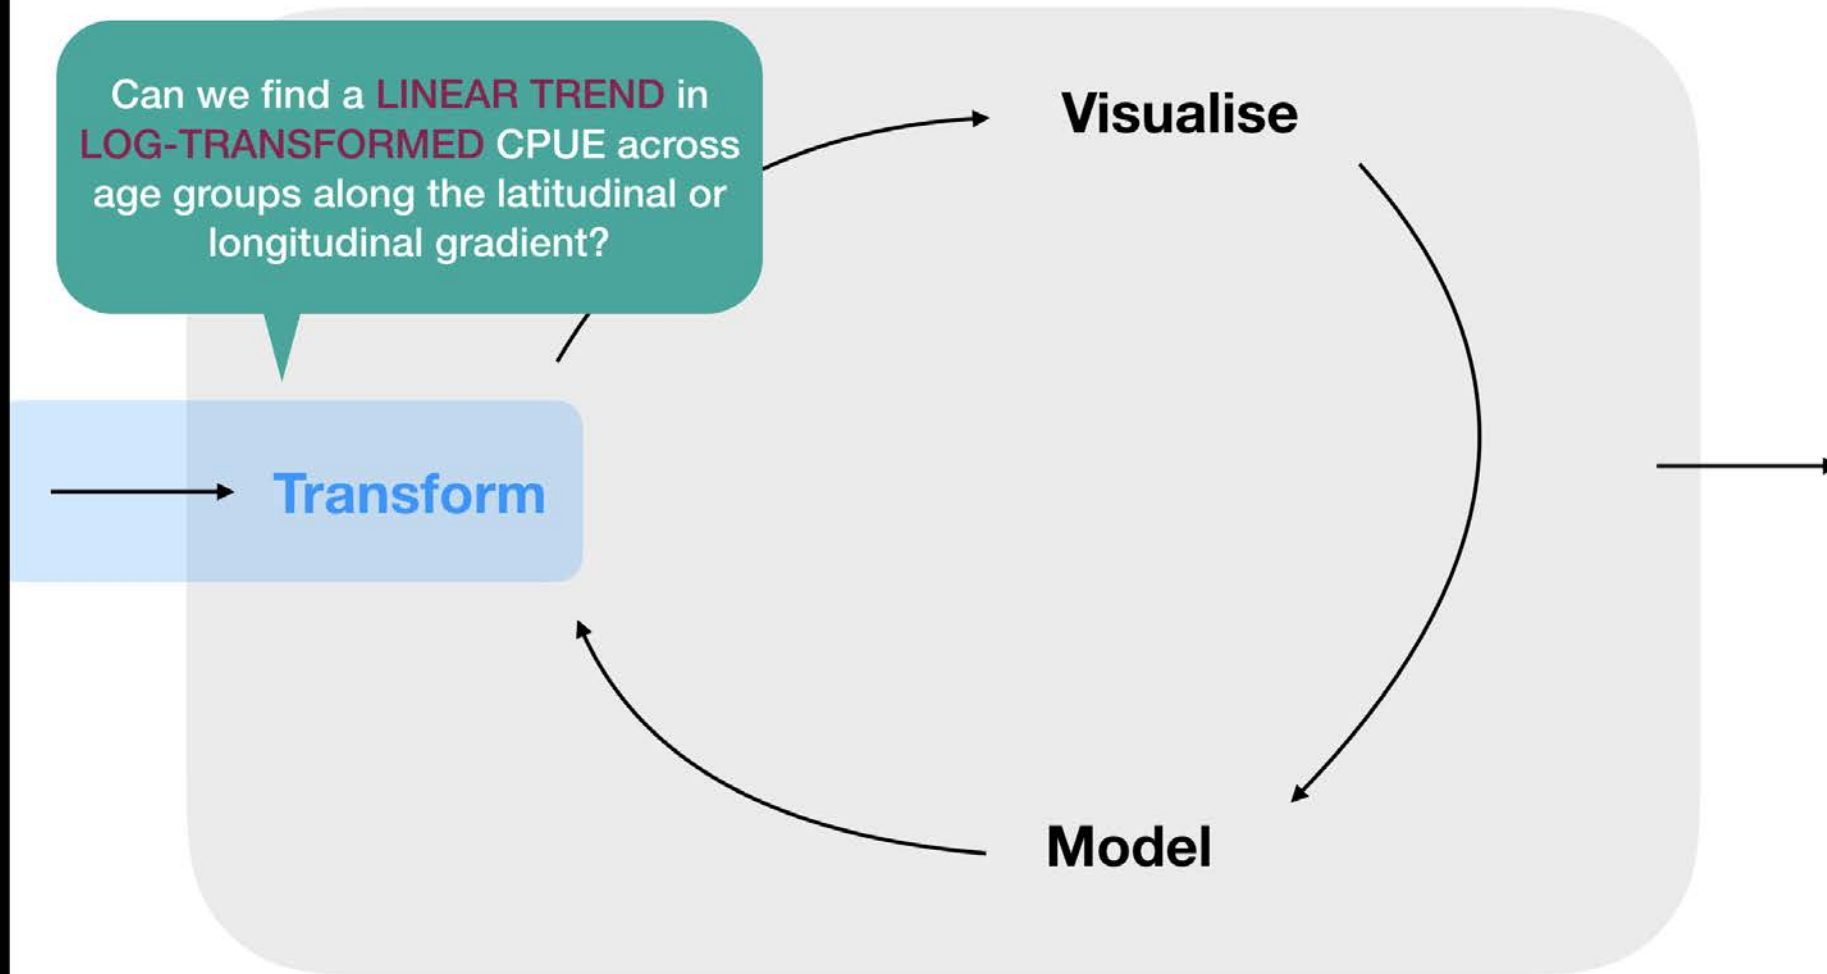 Can we find a LINEAR TREND in
LOG-TRANSFORMED CPUE across
age groups along the latitudinal or
longitudinal gradient?
Visualise
Transform
Model